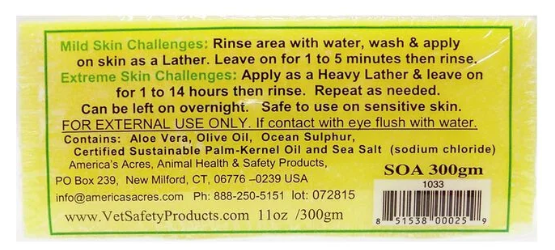 Mild Skin Challenges: Rinse area with water, wash & apply
on skin as a Lather. Leave on for 1 to 5 minutes then rinse.
Extreme Skin Challenges: Apply as a Heavy Lather & leave on
for 1 to 14 hours then rinse. Repeat as needed.
Can be left on overnight. Safe to use on sensitive skin.
FOR EXTERNAL USE ONLY. If contact with eye flush with water.
Contains: Aloe Vera, Olive Oil, Ocean Sulphur,
Certified Sustainable Palm-Kernel Oil and Sea Salt (sodium chloride)
America's Acres, Animal Health & Safety Products,
PO Box 239, New Milford, CT, 06776 –0239 USA
info@americasacres.com Ph: 888-250-5151 lot: 072815
www.VetSafetyProducts.com 11oz /300gm
SOA 300gm
1033
8 51538 00025 9